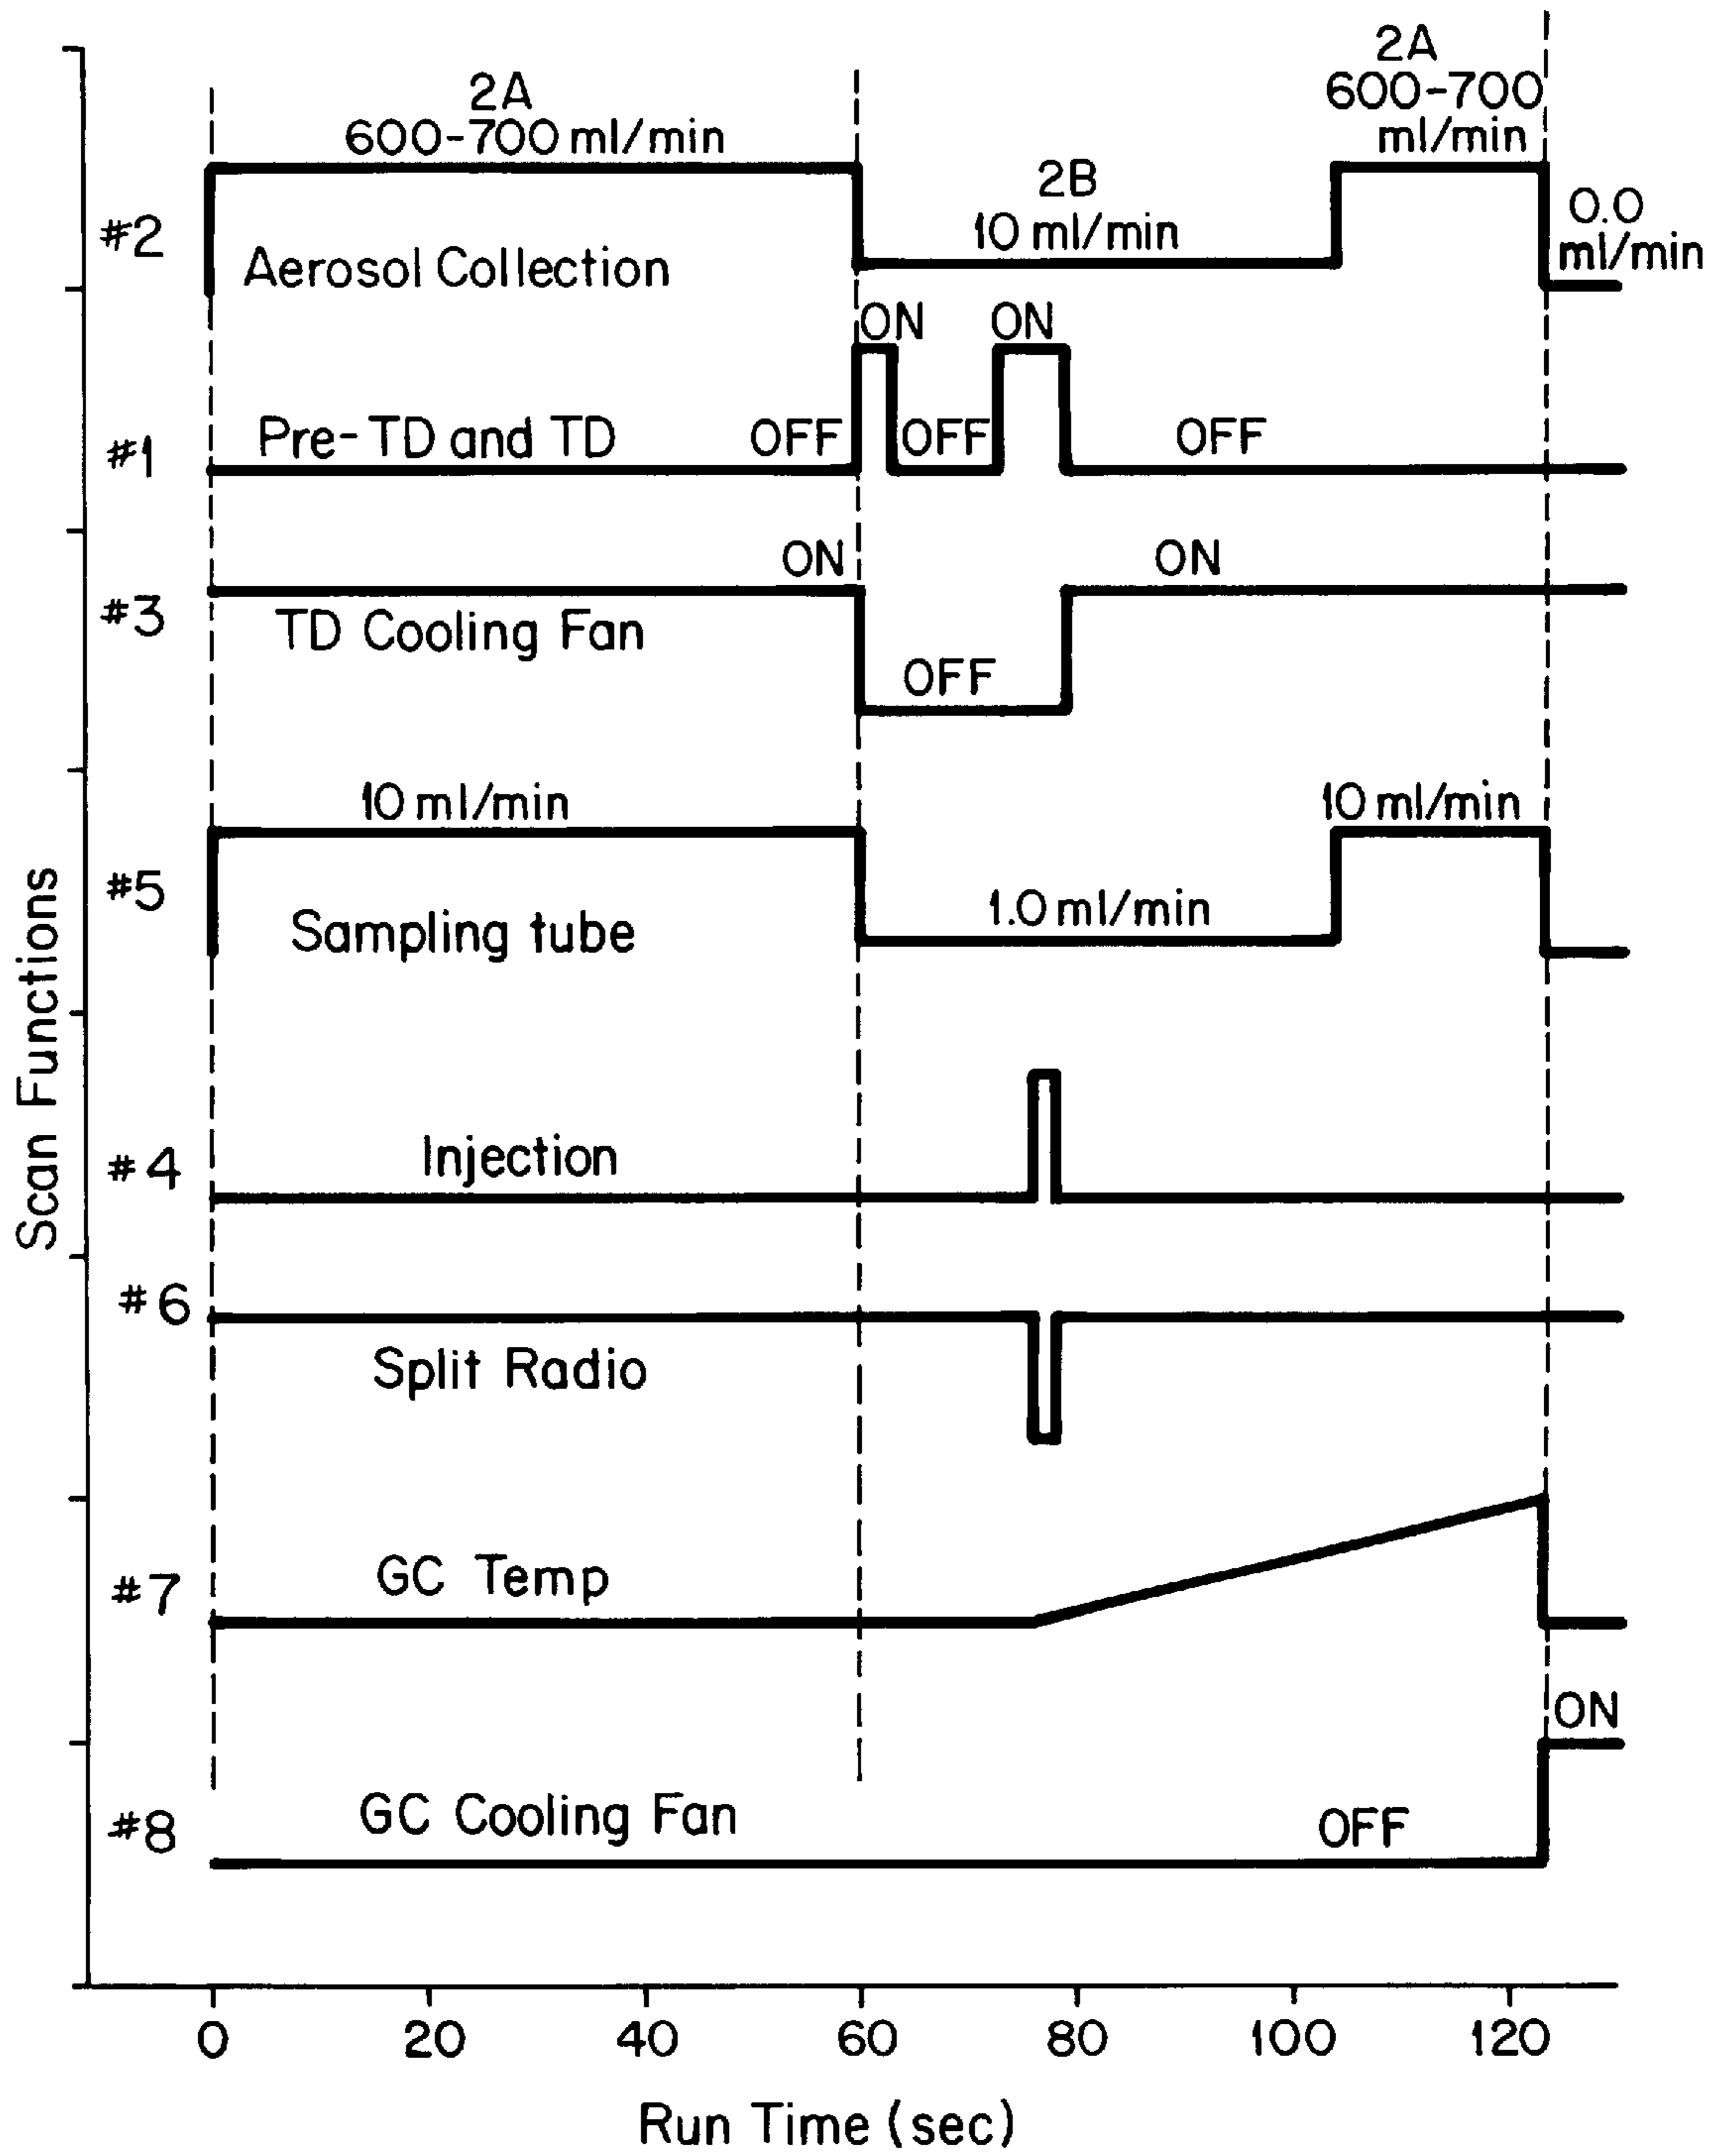 2A
600-700 ml/min
2A
600-700
ml/min
2B
10 ml/min
0.0
ml/min
#2
Aerosol Collection
ON
ON
#1
Pre-TD and TD
OFF
OFF
OFF
ON
ON
#3
TD Cooling Fan
OFF
10 ml/min
10 ml/min
#5
Sampling tube
1.0 ml/min
Scan Functions
#4
Injection
#6
Split Radio
#7
GC Temp
ON
#8
GC Cooling Fan
OFF
0 20 40 60 80 100 120
Run Time (sec)